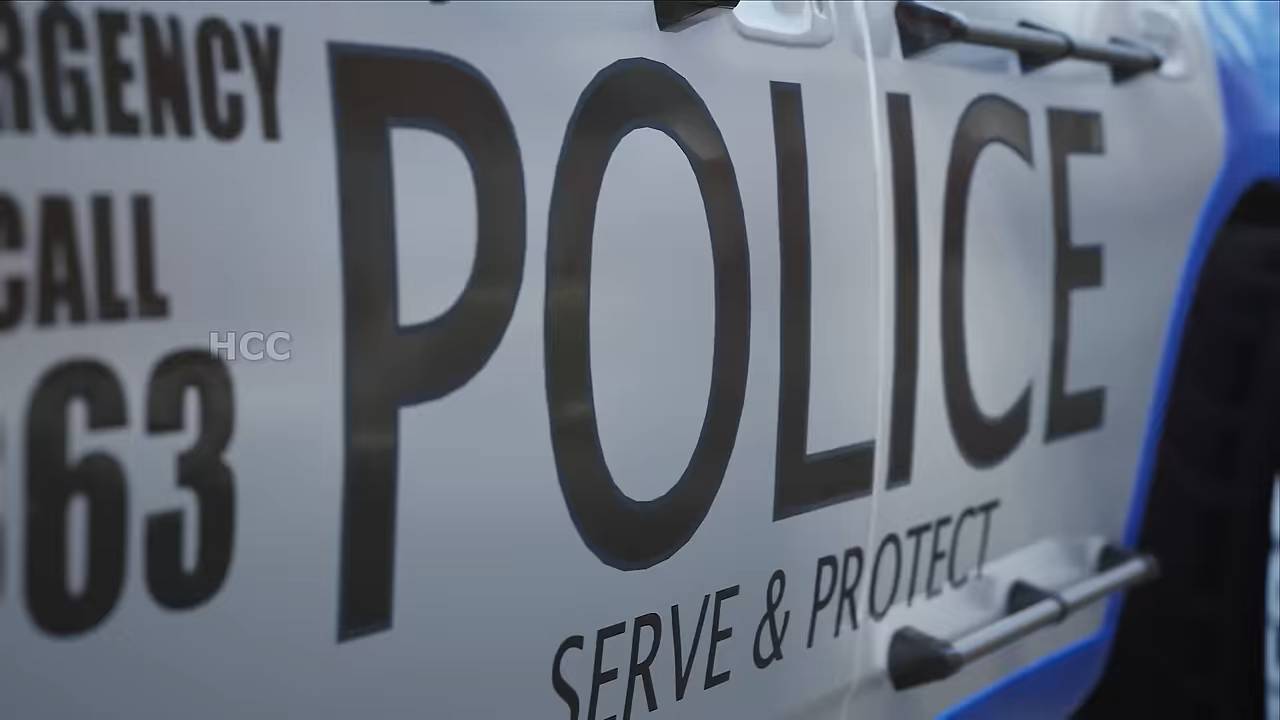 RGENCY
CALL
63
HCC
POLICE
SERVE & PROTECT